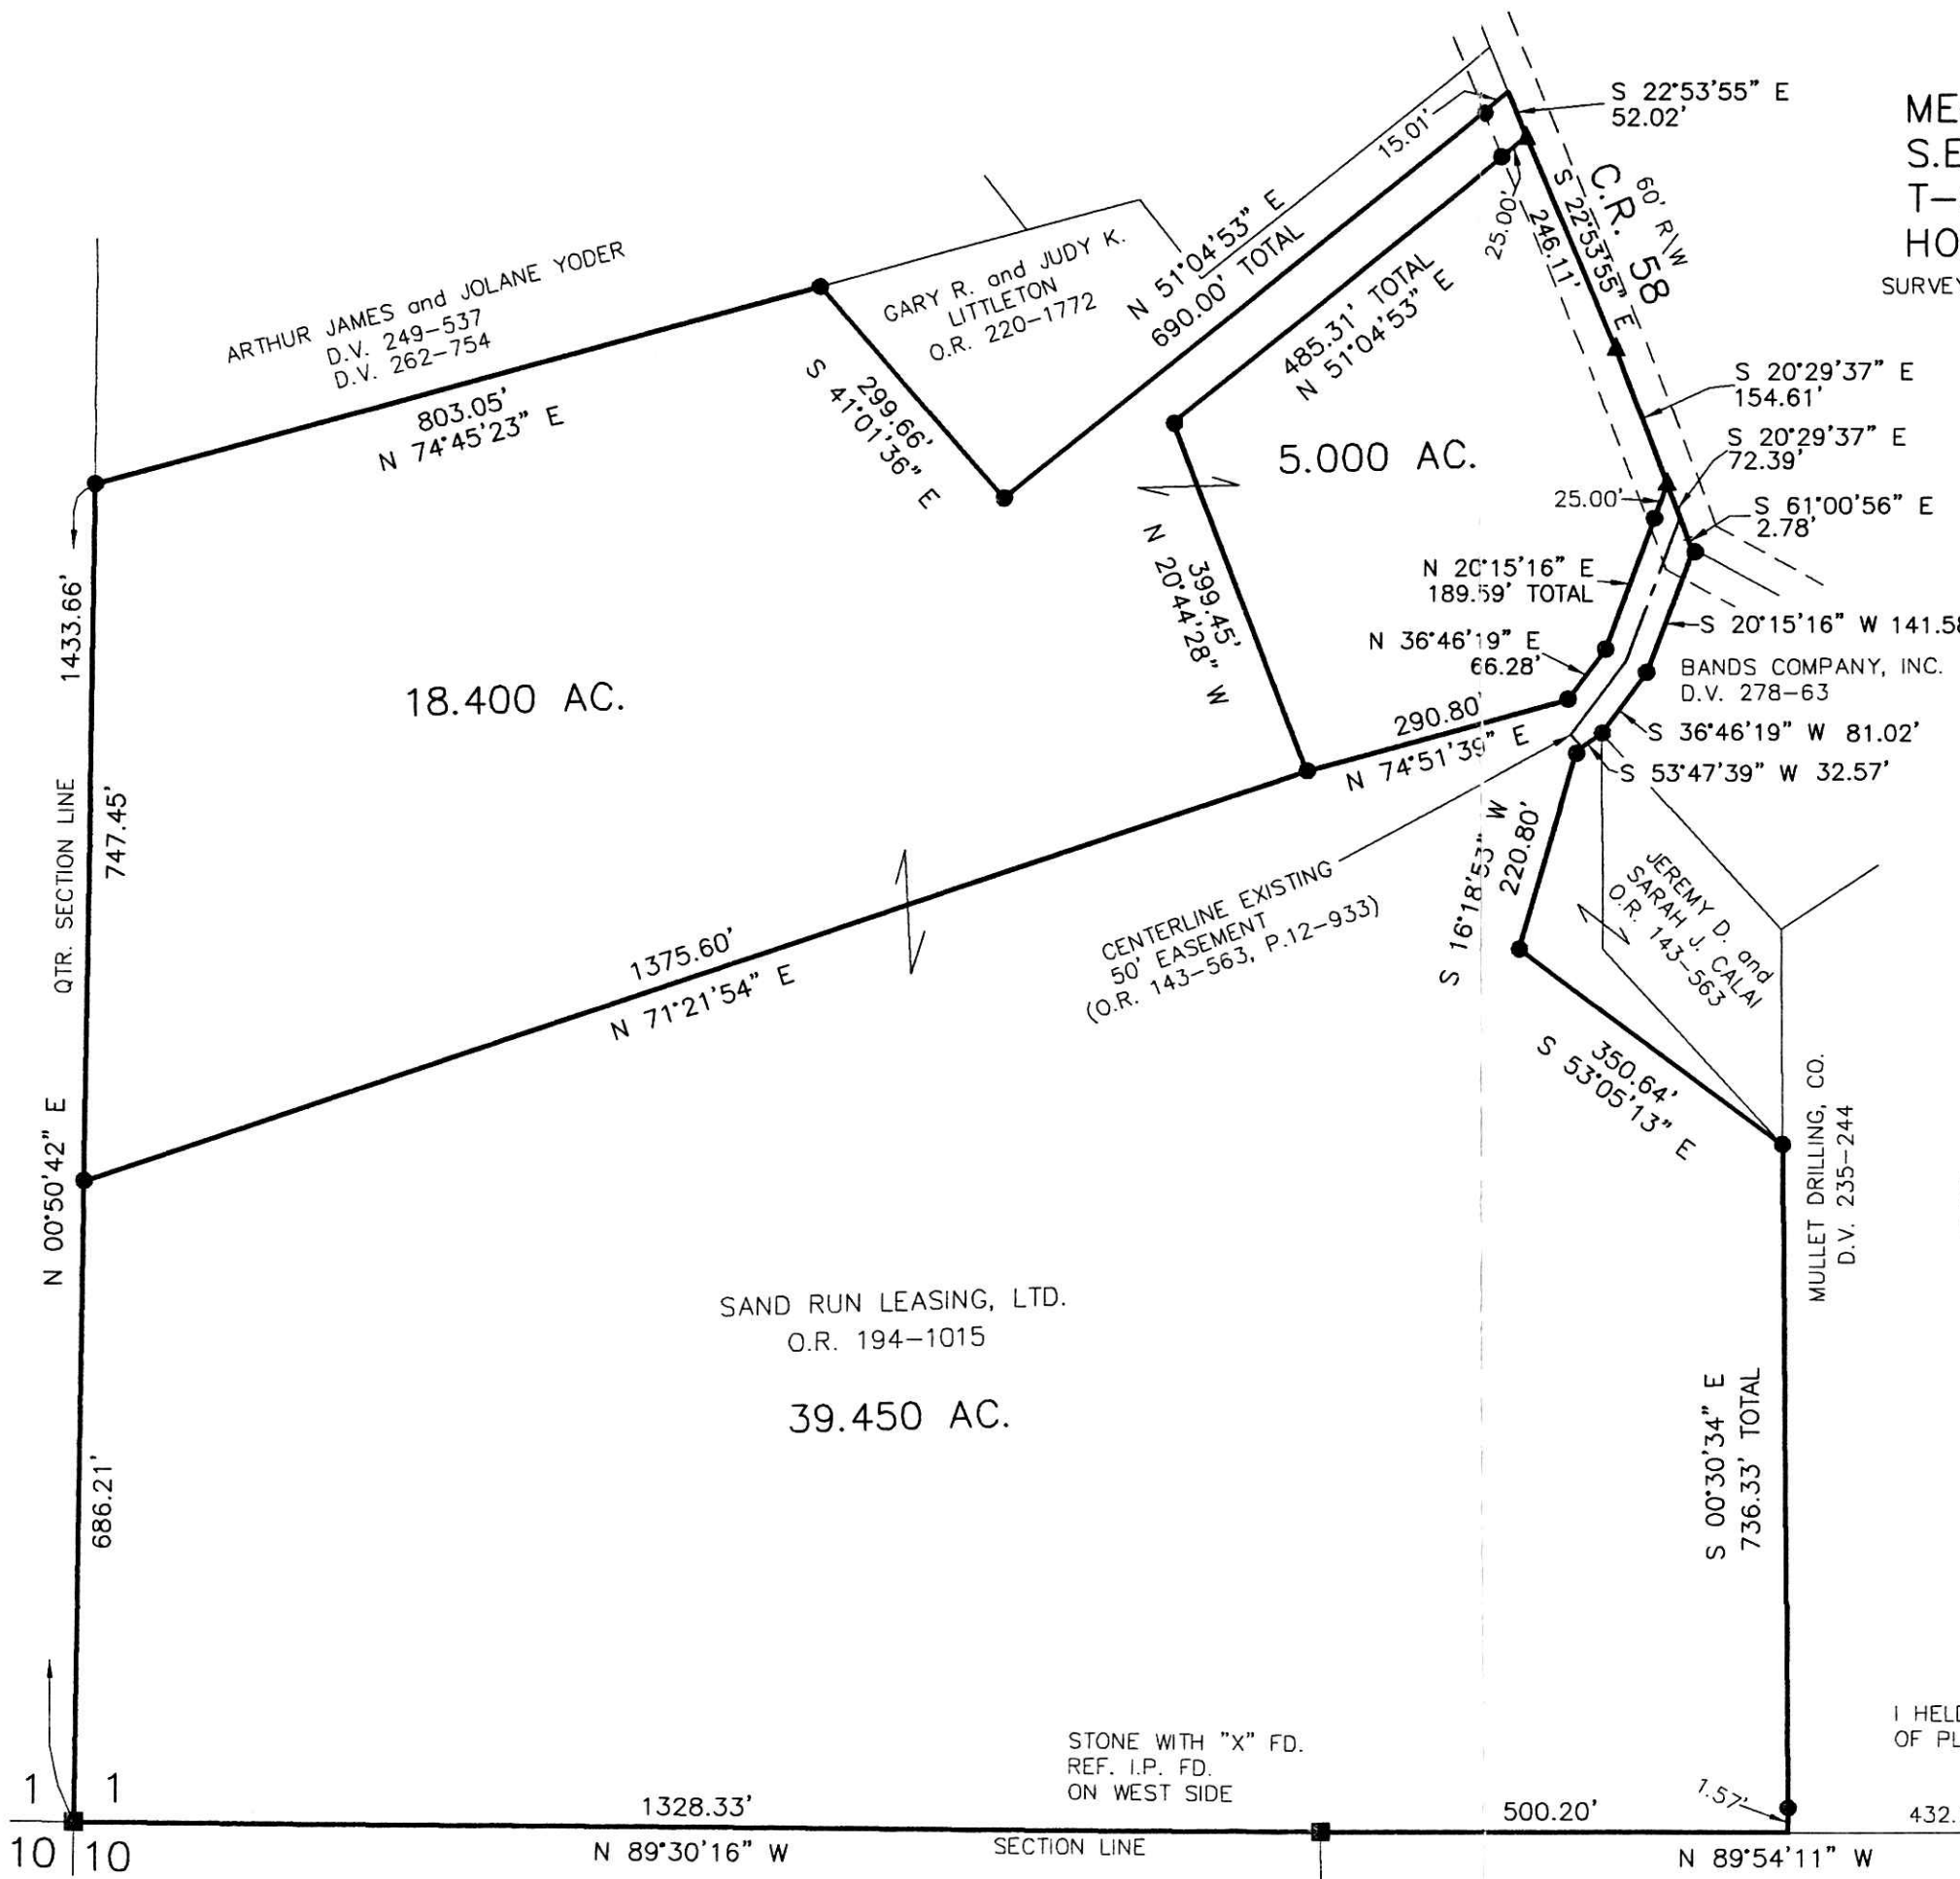 S 22°53'55" E
52.02'
ME
S.E
T-
HO
SURVEY
15.01'
C.R. 58
60' R\W
S 22°53'55" E
246.11'
25.00'
N 51°04'53" E
690.00' TOTAL
485.31' TOTAL
N 51°04'53" E
GARY R. and JUDY K.
LITTLETON
O.R. 220-1772
ARTHUR JAMES and JOLANE YODER
D.V. 249-537
D.V. 262-754
803.05'
N 74°45'23" E
299.66'
S 41°01'36" E
S 20°29'37" E
154.61'
S 20°29'37" E
72.39'
5.000 AC.
25.00'
S 61°00'56" E
2.78'
N 20°15'16" E
189.59' TOTAL
399.45'
N 20°44'28" W
S 20°15'16" W 141.58
N 36°46'19" E
66.28'
BANDS COMPANY, INC.
D.V. 278-63
1433.66'
18.400 AC.
290.80'
N 74°51'39" E
S 36°46'19" W 81.02'
S 53°47'39" W 32.57'
QTR. SECTION LINE
747.45'
S 16°18'53" W
220.80'
JEREMY D. and
SARAH J. CALAI
O.R. 143-563
CENTERLINE EXISTING
50' EASEMENT
(O.R. 143-563, P.12-933)
1375.60'
N 71°21'54" E
350.64'
S 53°05'13" E
N 00°50'42" E
MULLET DRILLING, CO.
D.V. 235-244
SAND RUN LEASING, LTD.
O.R. 194-1015
39.450 AC.
S 00°30'34" E
736.33' TOTAL
686.21'
I HELD
OF PL
STONE WITH "X" FD.
REF. I.P. FD.
ON WEST SIDE
1 1
1.57'
1328.33'
500.20'
432.
10 10
N 89°30'16" W
SECTION LINE
N 89°54'11" W